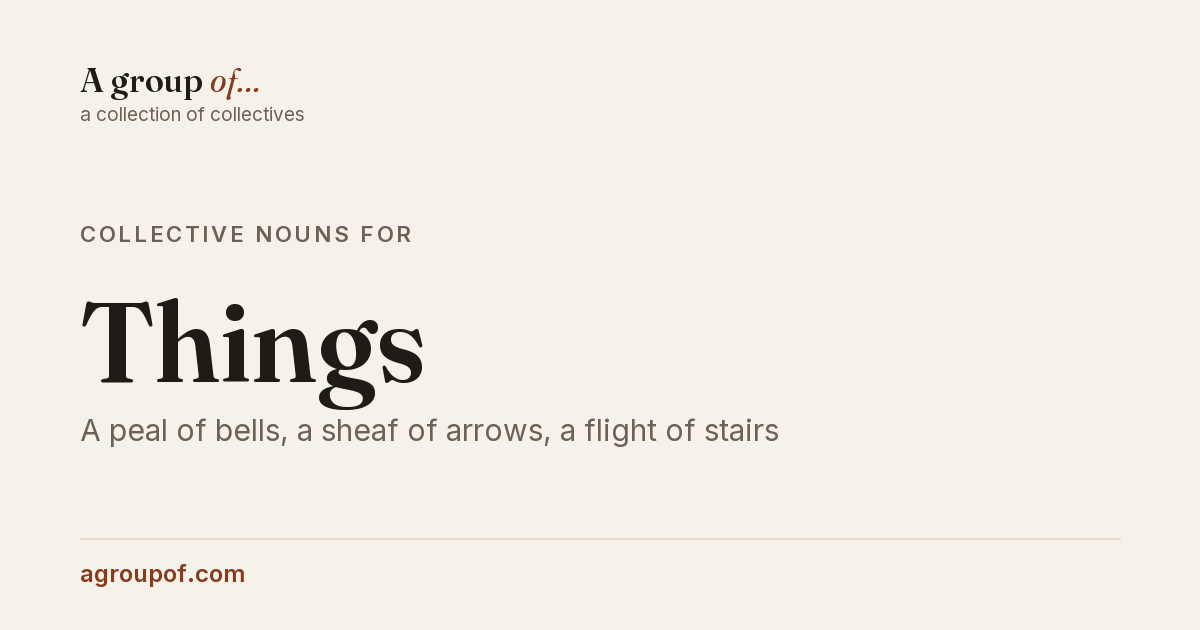 A group of...
a collection of collectives
COLLECTIVE NOUNS FOR
Things
A peal of bells, a sheaf of arrows, a flight of stairs
agroupof.com